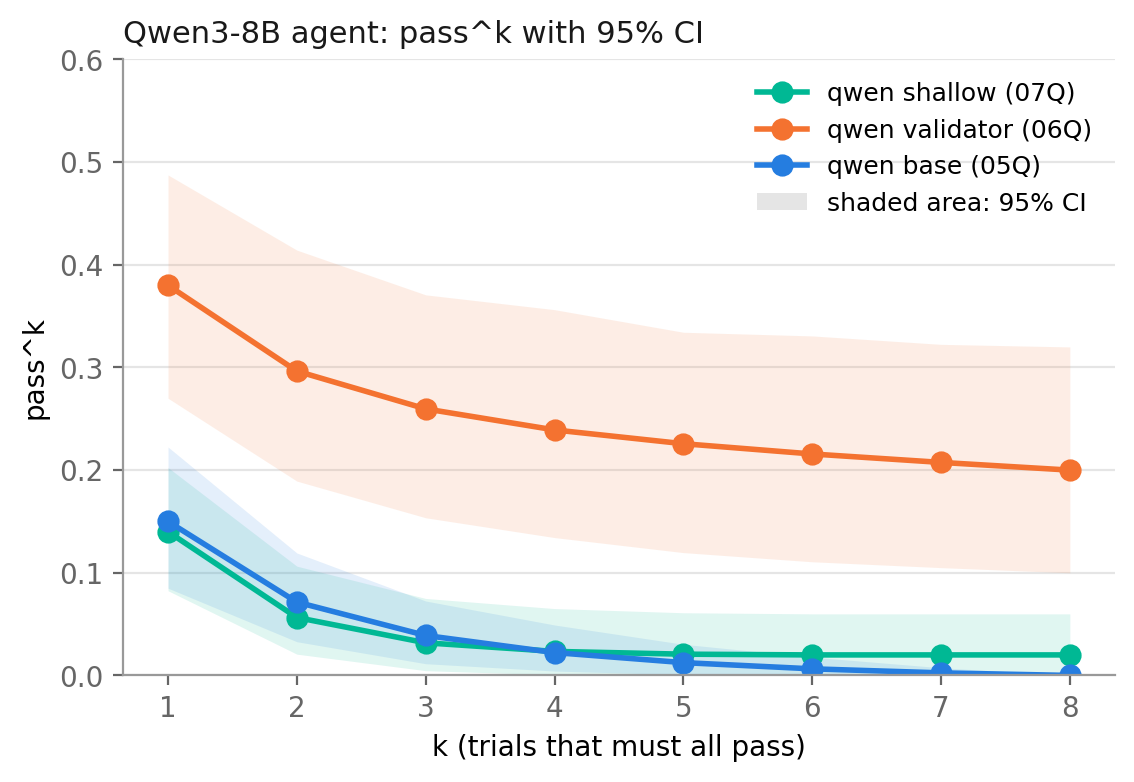 Qwen3-8B agent: pass^k with 95% CI
0.6
0.5
0.4
0.3
0.2
0.1
0.0
pass^k
qwen shallow (07Q)
qwen validator (06Q)
qwen base (05Q)
shaded area: 95% CI
1 2 3 4 5 6 7 8
k (trials that must all pass)